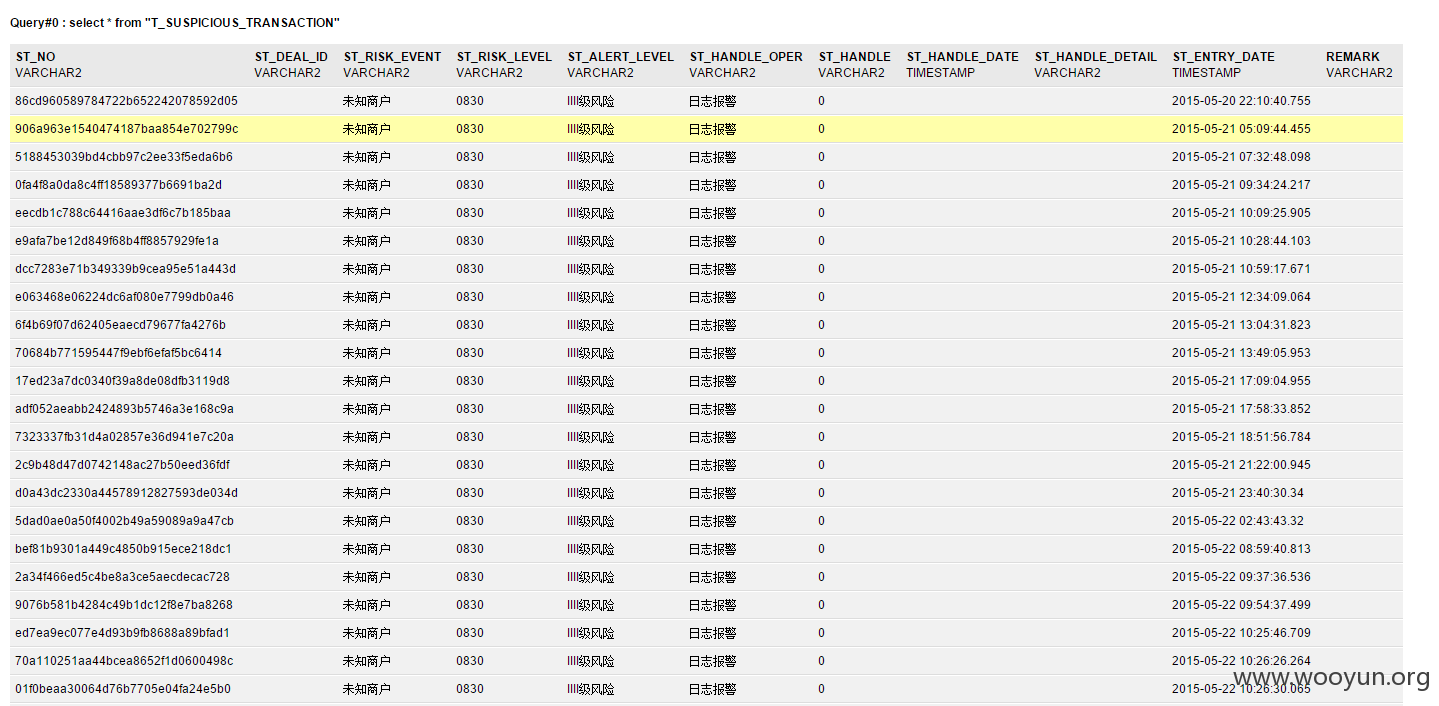 Query#0 : select * from "T_SUSPICIOUS_TRANSACTION"
ST_NO ST_DEAL_ID ST_RISK_EVENT ST_RISK_LEVEL ST_ALERT_LEVEL ST_HANDLE_OPER ST_HANDLE ST_HANDLE_DATE ST_HANDLE_DETAIL ST_ENTRY_DATE REMARK
VARCHAR2 VARCHAR2 VARCHAR2 VARCHAR2 VARCHAR2 VARCHAR2 VARCHAR2 TIMESTAMP VARCHAR2 TIMESTAMP VARCHAR2
86cd960589784722b652242078592d05 未知商户 0830 IIII级风险 日志报警 0 2015-05-20 22:10:40.755
906a963e1540474187baa854e702799c 未知商户 0830 IIII级风险 日志报警 0 2015-05-21 05:09:44.455
5188453039bd4cbb97c2ee33f5eda6b6 未知商户 0830 IIII级风险 日志报警 0 2015-05-21 07:32:48.098
0fa4f8a0da8c4ff18589377b6691ba2d 未知商户 0830 IIII级风险 日志报警 0 2015-05-21 09:34:24.217
eecdb1c788c64416aae3df6c7b185baa 未知商户 0830 IIII级风险 日志报警 0 2015-05-21 10:09:25.905
e9afa7be12d849f68b4ff8857929fe1a 未知商户 0830 IIII级风险 日志报警 0 2015-05-21 10:28:44.103
dcc7283e71b349339b9cea95e51a443d 未知商户 0830 IIII级风险 日志报警 0 2015-05-21 10:59:17.671
e063468e06224dc6af080e7799db0a46 未知商户 0830 IIII级风险 日志报警 0 2015-05-21 12:34:09.064
6f4b69f07d62405eaecd79677fa4276b 未知商户 0830 IIII级风险 日志报警 0 2015-05-21 13:04:31.823
70684b771595447f9ebf6efaf5bc6414 未知商户 0830 IIII级风险 日志报警 0 2015-05-21 13:49:05.953
17ed23a7dc0340f39a8de08dfb3119d8 未知商户 0830 IIII级风险 日志报警 0 2015-05-21 17:09:04.955
adf052aeabb2424893b5746a3e168c9a 未知商户 0830 IIII级风险 日志报警 0 2015-05-21 17:58:33.852
7323337fb31d4a02857e36d941e7c20a 未知商户 0830 IIII级风险 日志报警 0 2015-05-21 18:51:56.784
2c9b48d47d0742148ac27b50eed36fdf 未知商户 0830 IIII级风险 日志报警 0 2015-05-21 21:22:00.945
d0a43dc2330a44578912827593de034d 未知商户 0830 IIII级风险 日志报警 0 2015-05-21 23:40:30.34
5dad0ae0a50f4002b49a59089a9a47cb 未知商户 0830 IIII级风险 日志报警 0 2015-05-22 02:43:43.32
bef81b9301a449c4850b915ece218dc1 未知商户 0830 IIII级风险 日志报警 0 2015-05-22 08:59:40.813
2a34f466ed5c4be8a3ce5aecdecac728 未知商户 0830 IIII级风险 日志报警 0 2015-05-22 09:37:36.536
9076b581b4284c49b1dc12f8e7ba8268 未知商户 0830 IIII级风险 日志报警 0 2015-05-22 09:54:37.499
ed7ea9ec077e4d93b9fb8688a89bfad1 未知商户 0830 IIII级风险 日志报警 0 2015-05-22 10:25:46.709
70a110251aa44bcea8652f1d0600498c 未知商户 0830 IIII级风险 日志报警 0 2015-05-22 10:26:26.264
01f0beaa30064d76b7705e04fa24e5b0 未知商户 0830 IIII级风险 日志报警 0 2015-05-22 10:26:30.065
www.wooyun.org